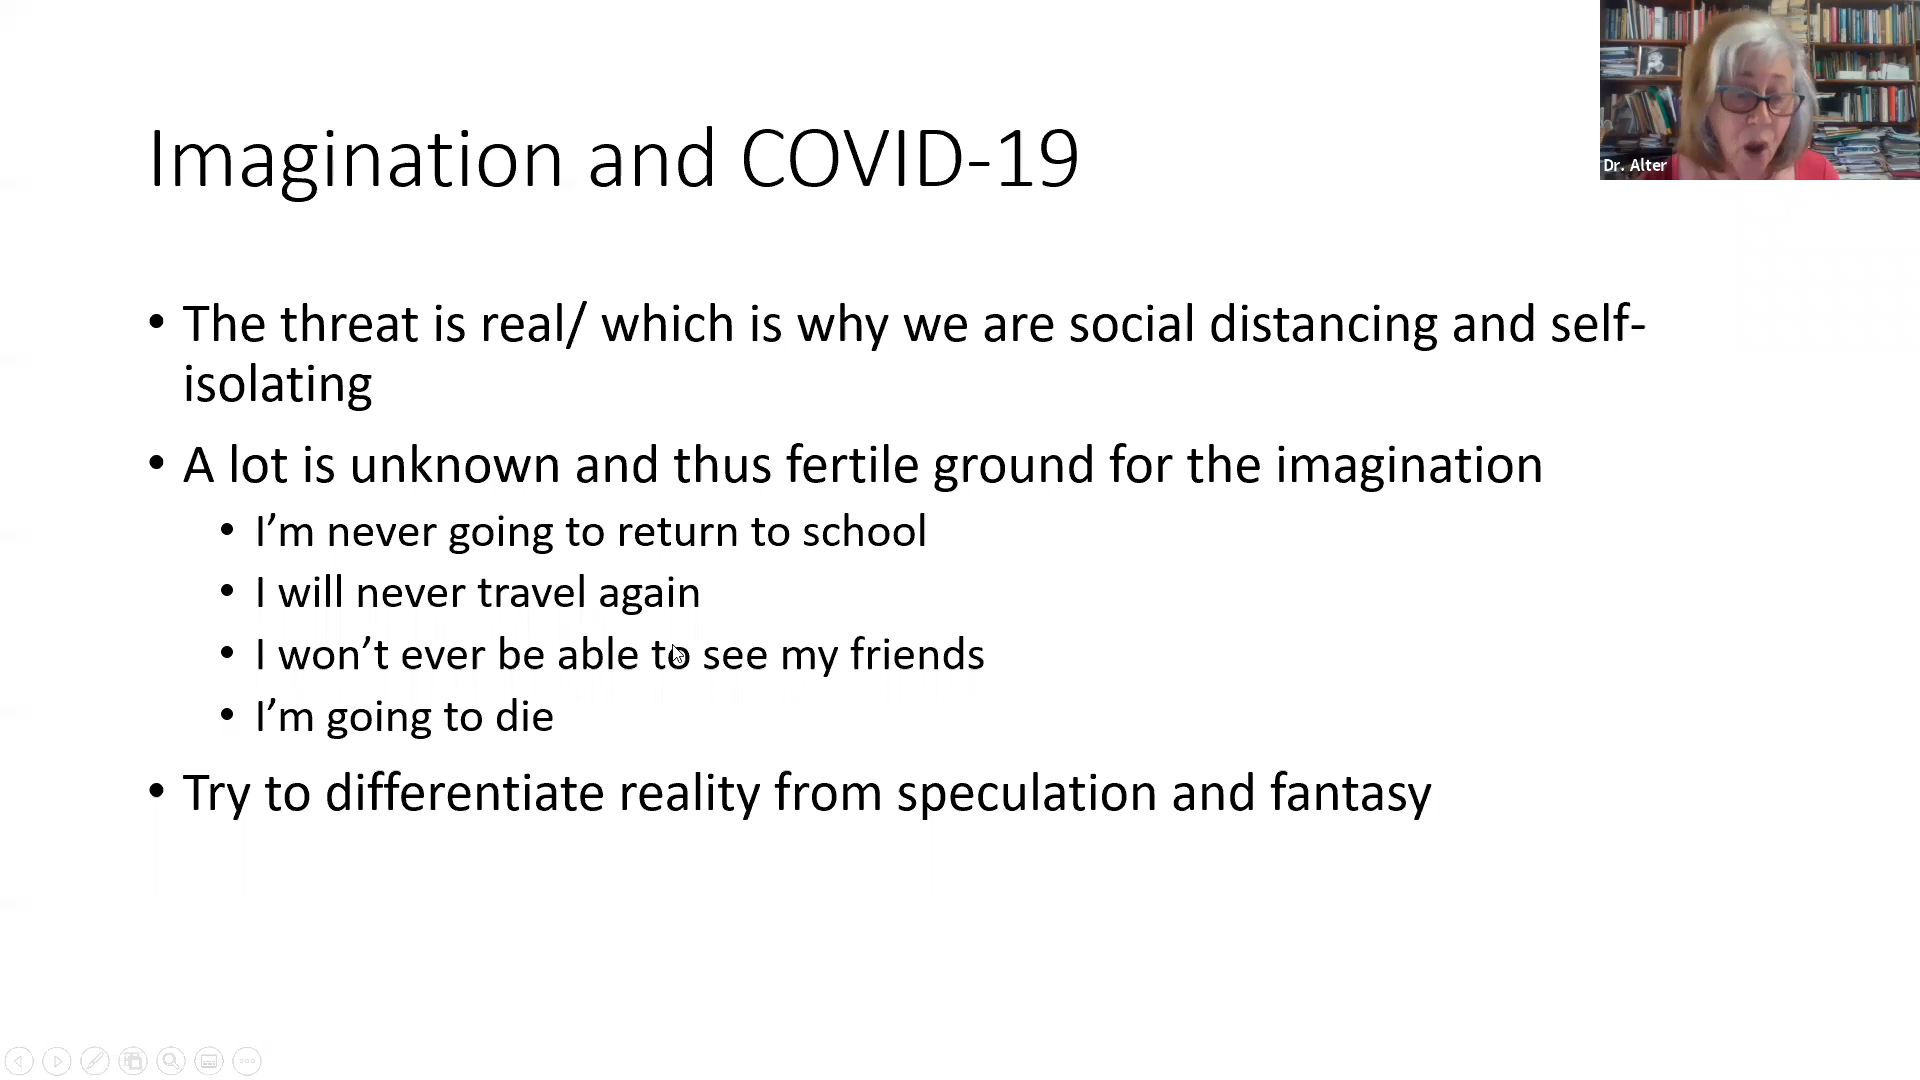 Imagination and COVID-19
Dr. Alter
• The threat is real/ which is why we are social distancing and self-
isolating
• A lot is unknown and thus fertile ground for the imagination
• I’m never going to return to school
• I will never travel again
• I won’t ever be able to see my friends
• I’m going to die
• Try to differentiate reality from speculation and fantasy